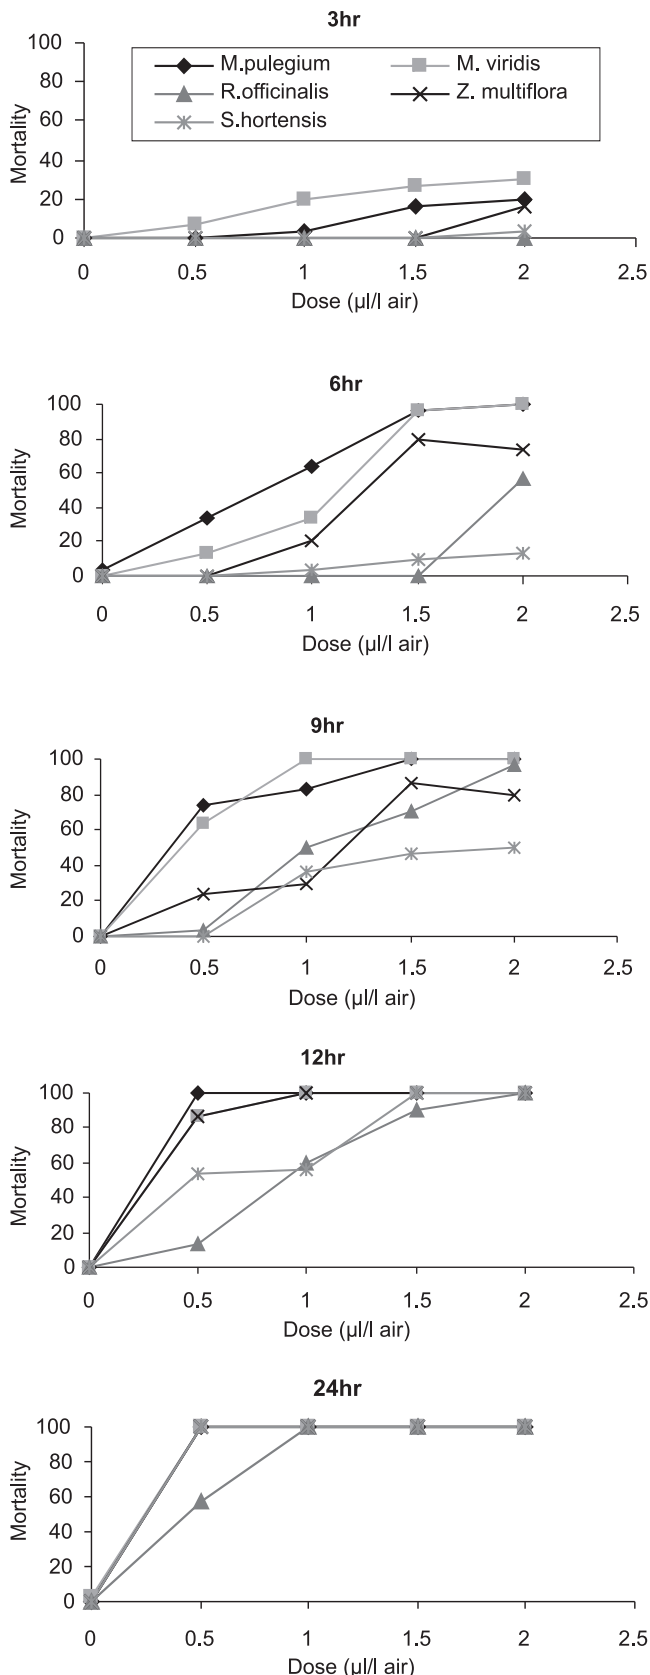 3hr
100
80
60
40
20
0
Mortality
M.pulegium
M. viridis
R.officinalis
Z. multiflora
S.hortensis
0 0.5 1 1.5 2 2.5
Dose (µl/l air)
6hr
100
80
60
40
20
0
Mortality
0 0.5 1 1.5 2 2.5
Dose (µl/l air)
9hr
100
80
60
40
20
0
Mortality
0 0.5 1 1.5 2 2.5
Dose (µl/l air)
12hr
100
80
60
40
20
0
Mortality
0 0.5 1 1.5 2 2.5
Dose (µl/l air)
24hr
100
80
60
40
20
0
Mortality
0 0.5 1 1.5 2 2.5
Dose (µl/l air)